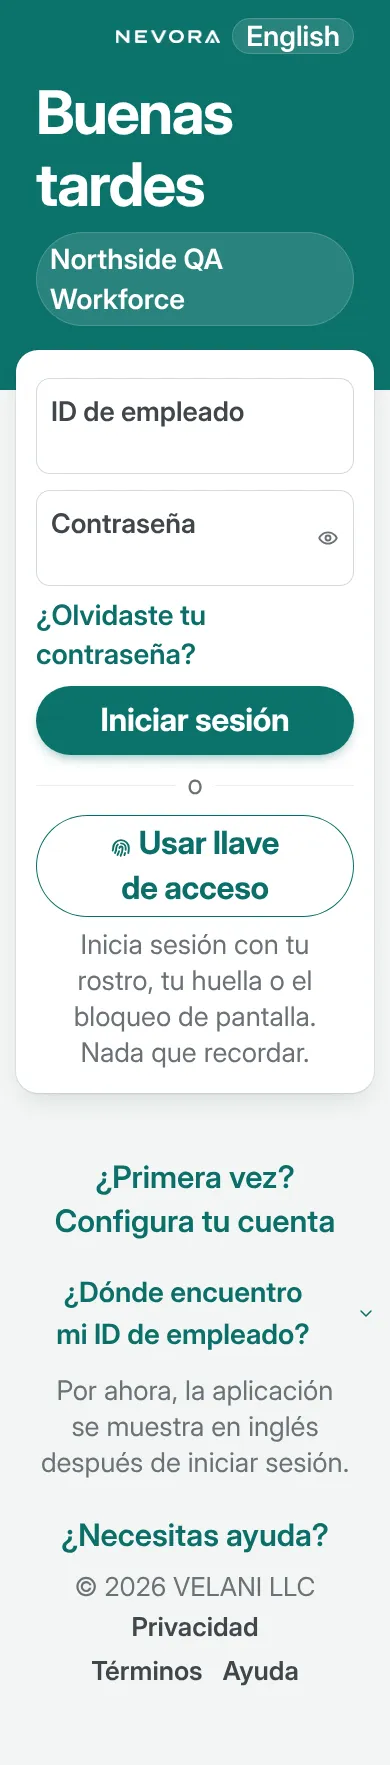 NEVORA English
Buenas
tardes
Northside QA
Workforce
ID de empleado
Contraseña
¿Olvidaste tu
contraseña?
Iniciar sesión
o
Usar llave
de acceso
Inicia sesión con tu
rostro, tu huella o el
bloqueo de pantalla.
Nada que recordar.
¿Primera vez?
Configura tu cuenta
¿Dónde encuentro
mi ID de empleado?
Por ahora, la aplicación
se muestra en inglés
después de iniciar sesión.
¿Necesitas ayuda?
© 2026 VELANI LLC
Privacidad
Términos Ayuda